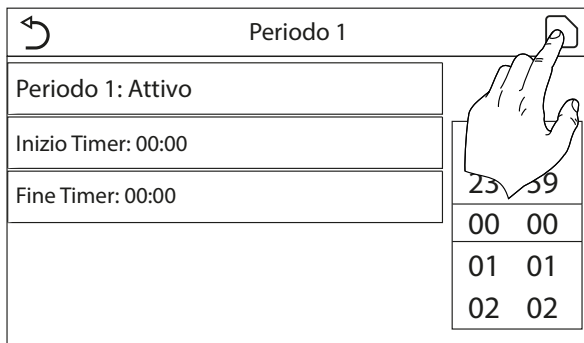 Periodo 1
Periodo 1: Attivo
Inizio Timer: 00:00
Fine Timer: 00:00
23 59
00 00
01 01
02 02